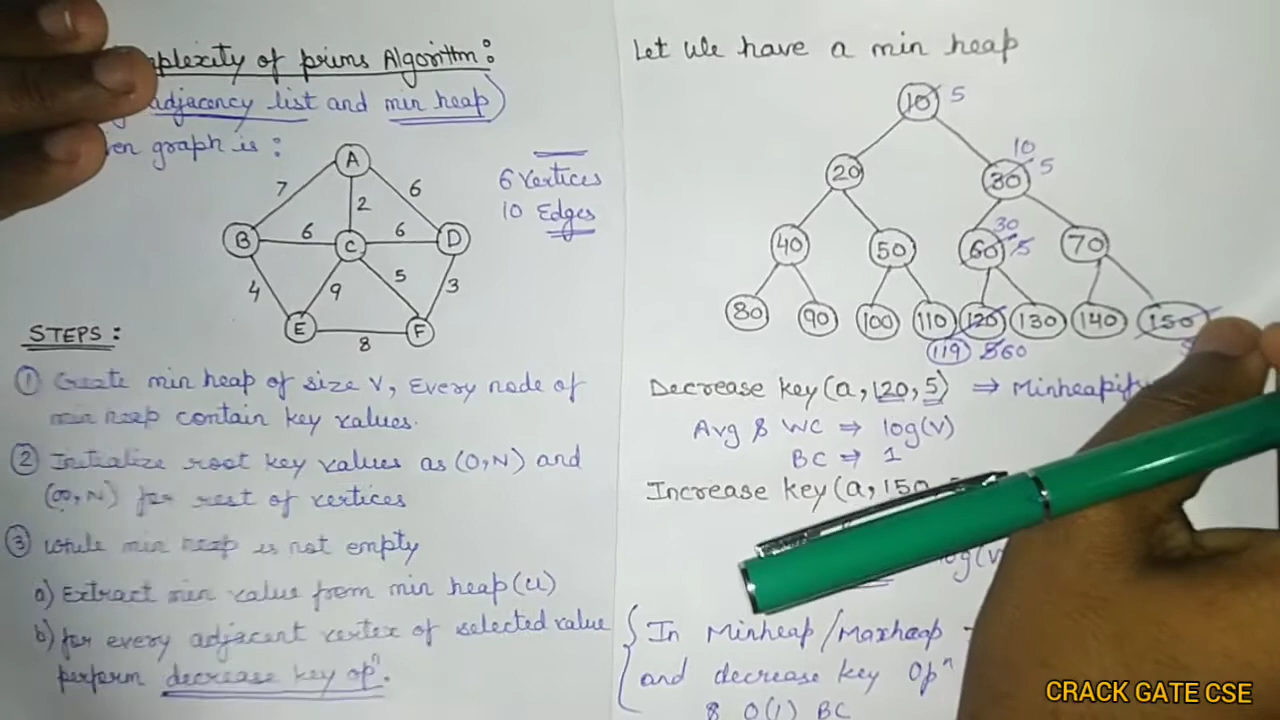 plexity of prims Algorithm:
adjacency list and min heap)
en graph is:
6 Vertices
10 Edges
A
7
2
6
B
6
C
6
D
4
9
5
3
E
8
F
STEPS:
① Create min heap of size V, Every node of
min heap contain key values.
② Initialize root key values as (0,N) and
(∞,N) for rest of vertices
③ While min heap is not empty
a) Extract min value from min heap (u)
b) for every adjacent vertex of selected value
perform decrease key opⁿ.
Let We have a min heap
10 5
10
20 30 5
30
40 50 60 5 70
80 90 100 110 120 130 140 150
119 5 60
Decrease key (a, 120, 5) ⇒ Minheapify
Avg & WC ⇒ log(V)
BC ⇒ 1
Increase key (a, 150,
log(V
In Minheap/Maxheap
and decrease key Opⁿ
& O(1) BC
CRACK GATE CSE